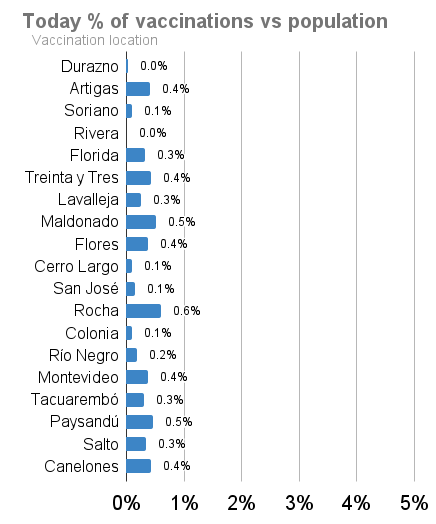 Today % of vaccinations vs population
Vaccination location
Durazno 0.0%
Artigas 0.4%
Soriano 0.1%
Rivera 0.0%
Florida 0.3%
Treinta y Tres 0.4%
Lavalleja 0.3%
Maldonado 0.5%
Flores 0.4%
Cerro Largo 0.1%
San José 0.1%
Rocha 0.6%
Colonia 0.1%
Río Negro 0.2%
Montevideo 0.4%
Tacuarembó 0.3%
Paysandú 0.5%
Salto 0.3%
Canelones 0.4%
0% 1% 2% 3% 4% 5%